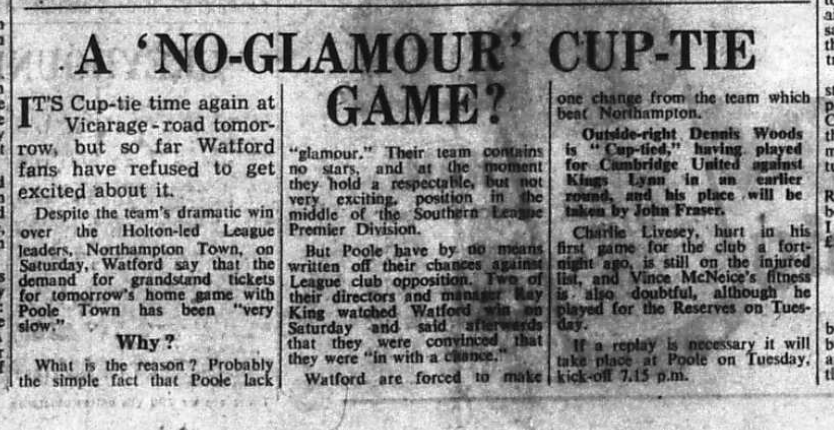 A 'NO-GLAMOUR' CUP-TIE
GAME?
IT'S Cup-tie time again at
Vicarage-road tomor-
row, but so far Watford
fans have refused to get
excited about it.
Despite the team's dramatic win
over the Holton-led League
leaders, Northampton Town, on
Saturday, Watford say that the
demand for grandstand tickets
for tomorrow's home game with
Poole Town has been "very
slow."
Why?
What is the reason? Probably
the simple fact that Poole lack
"glamour." Their team contains
no stars, and at the moment
they hold a respectable, but not
very exciting, position in the
middle of the Southern League
Premier Division.
But Poole have by no means
written off their chances against
League club opposition. Two of
their directors and manager Ray
King watched Watford win on
Saturday and said afterwards
that they were convinced that
they were "in with a chance."
Watford are forced to make
one change from the team which
beat Northampton.
Outside-right Dennis Woods
is "Cup-tied," having played
for Cambridge United against
Kings Lynn in an earlier
round, and his place will be
taken by John Fraser.
Charlie Livesey, hurt in his
first game for the club a fort-
night ago, is still on the injured
list, and Vince McNeice's fitness
is also doubtful, although he
played for the Reserves on Tues-
day.
If a replay is necessary it will
take place at Poole on Tuesday,
kick-off 7.15 p.m.